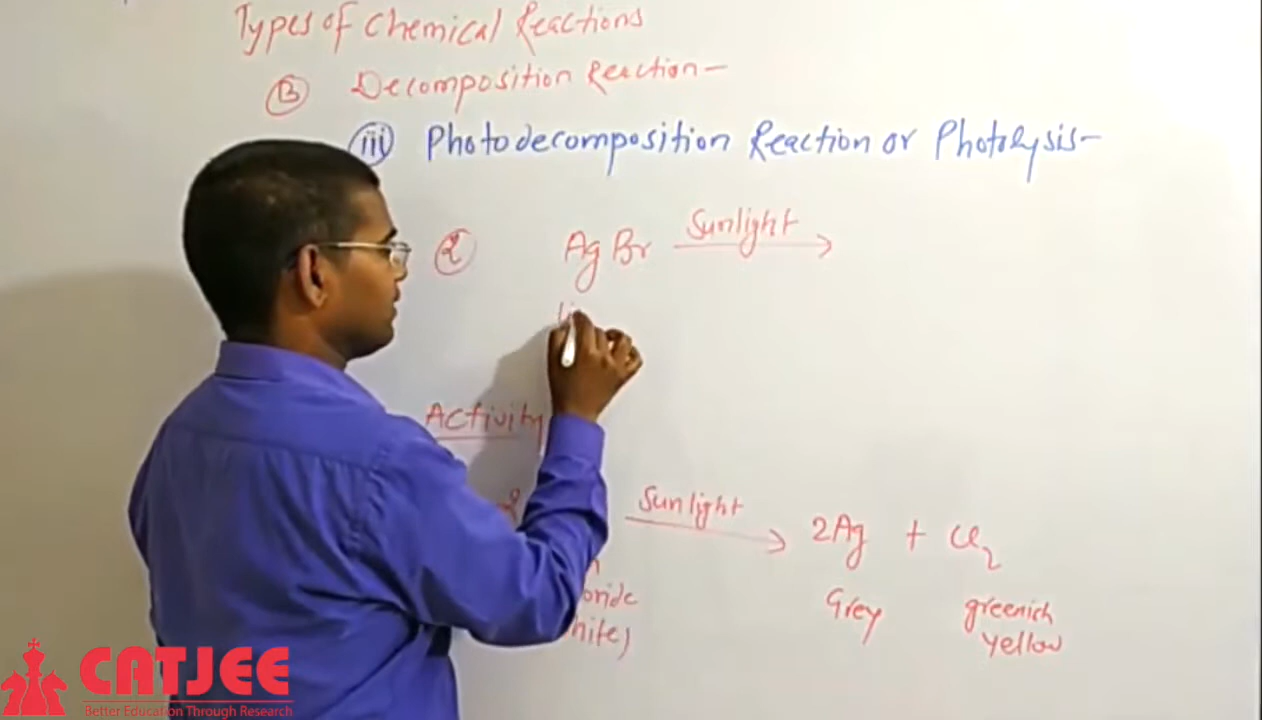 Types of Chemical Reactions
B Decomposition Reaction-
iii Photodecomposition Reaction or Photolysis-
2 AgBr Sunlight
Activity
Sunlight 2Ag + Cl2
Grey greenish yellow
CATJEE
Better Education Through Research